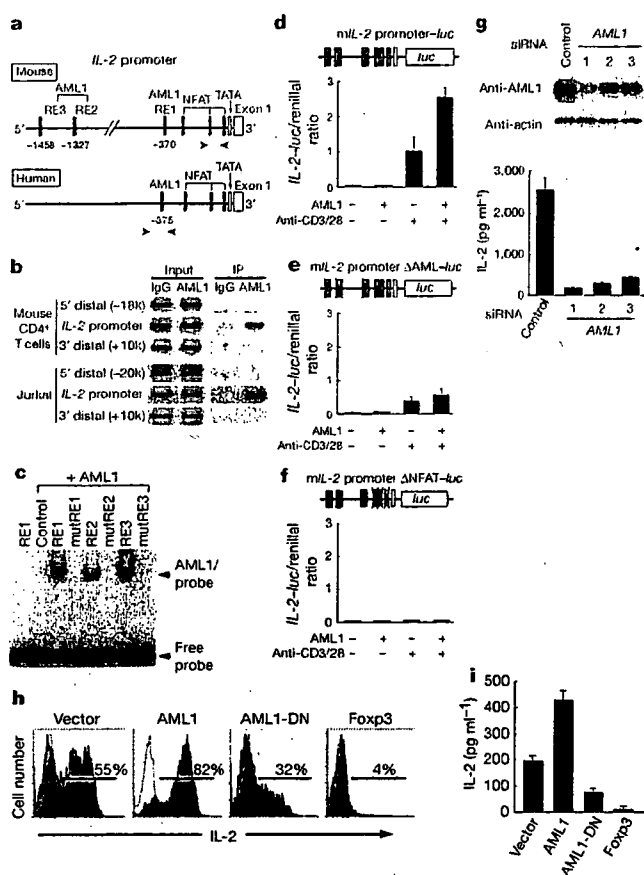 a
IL-2 promoter
Mouse
AML1
RE3 RE2
AML1
RE1
NFAT
TATA
Exon 1
5′
3′
−1458
−1327
−370
Human
AML1
NFAT
TATA
Exon 1
5′
3′
−375
b
Input
IP
IgG AML1 IgG AML1
Mouse
CD4+
T cells
5′ distal (−18k)
IL-2 promoter
3′ distal (+10k)
Jurkat
5′ distal (−20k)
IL-2 promoter
3′ distal (+10k)
c
+ AML1
RE1
Control
RE1
mutRE1
RE2
mutRE2
RE3
mutRE3
AML1/
probe
Free
probe
d
mIL-2 promoter–luc
luc
IL-2–luc/renillal
ratio
3
2
1
0
AML1 − + − +
Anti-CD3/28 − − + +
e
mIL-2 promoter ΔAML–luc
luc
IL-2–luc/renillal
ratio
3
2
1
0
AML1 − + − +
Anti-CD3/28 − − + +
f
mIL-2 promoter ΔNFAT–luc
luc
IL-2–luc/renillal
ratio
3
2
1
0
AML1 − + − +
Anti-CD3/28 − − + +
g
siRNA
Control
AML1
1 2 3
Anti-AML1
Anti-actin
IL-2 (pg ml−1)
3,000
2,000
1,000
0
Control
siRNA
1 2 3
AML1
h
Vector
AML1
AML1-DN
Foxp3
Cell number
55%
82%
32%
4%
IL-2
i
IL-2 (pg ml−1)
500
400
300
200
100
0
Vector
AML1
AML1-DN
Foxp3